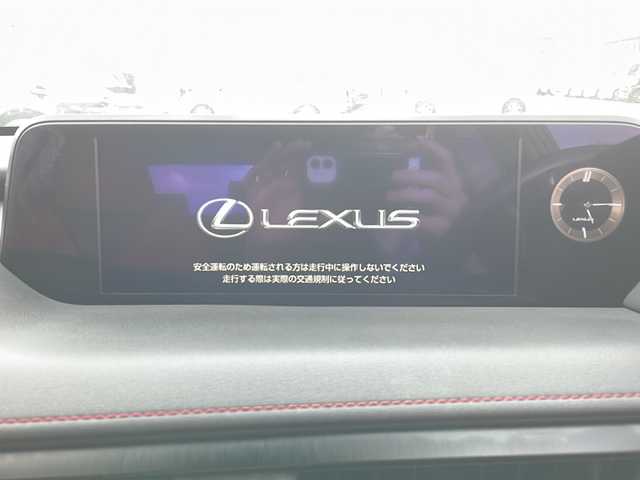 LEXUS
安全運転のため運転される方は走行中に操作しないでください
走行する際は実際の交通規制に従ってください
LEXUS